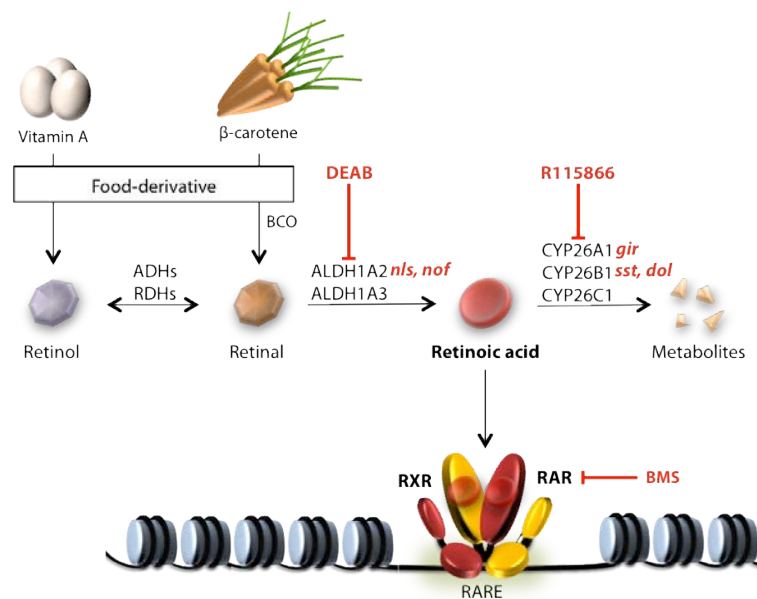 Vitamin A
β-carotene
Food-derivative
DEAB
R115866
BCO
ADHs
RDHs
ALDH1A2 nls, nof
ALDH1A3
CYP26A1 gir
CYP26B1 sst, dol
CYP26C1
Retinol
Retinal
Retinoic acid
Metabolites
RXR
RAR
BMS
RARE